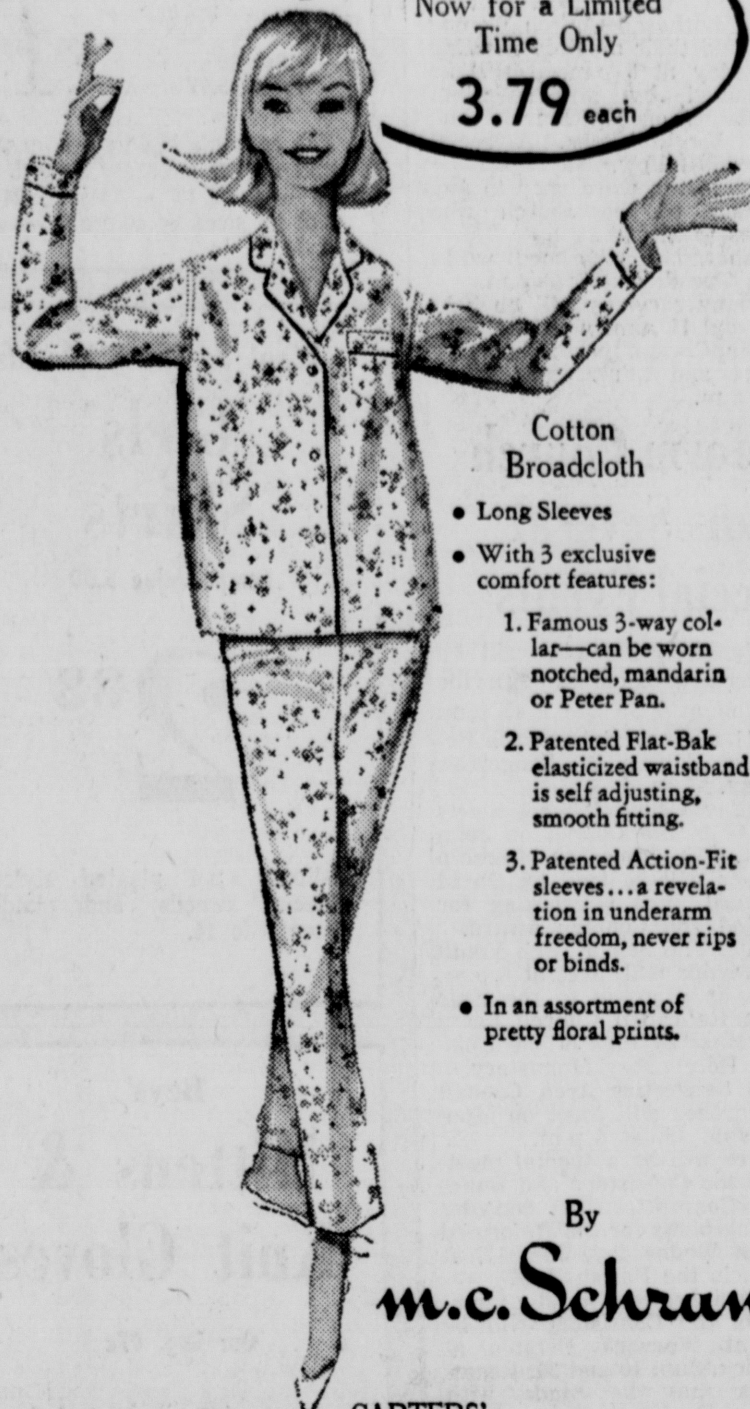 Now for a Limited
Time Only
3.79 each
Cotton
Broadcloth
• Long Sleeves
• With 3 exclusive
comfort features:
1. Famous 3-way col-
lar—can be worn
notched, mandarin
or Peter Pan.
2. Patented Flat-Bak
elasticized waistband
is self adjusting,
smooth fitting.
3. Patented Action-Fit
sleeves...a revela-
tion in underarm
freedom, never rips
or binds.
• In an assortment of
pretty floral prints.
By
m.c. Schran
CARTERS'